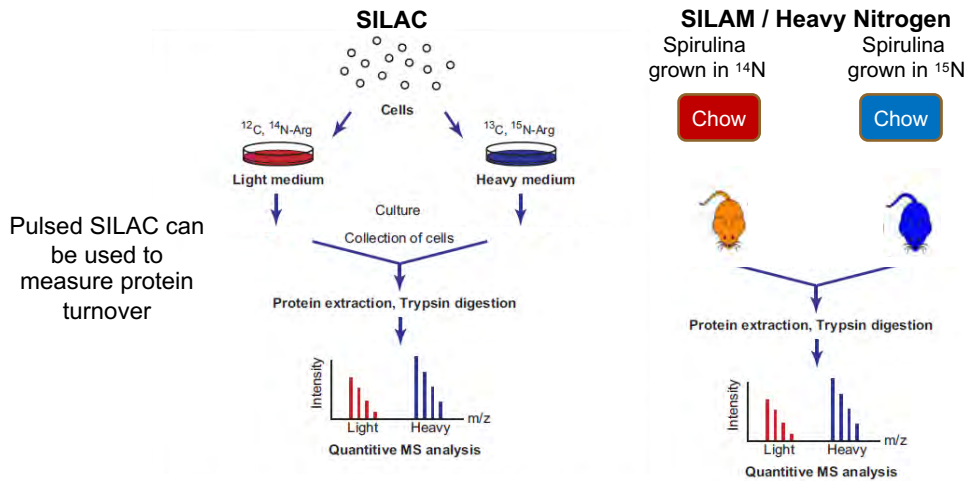 SILAC
Cells
¹²C, ¹⁴N-Arg
¹³C, ¹⁵N-Arg
Light medium
Heavy medium
Culture
Collection of cells
Protein extraction, Trypsin digestion
Intensity
m/z
Light
Heavy
Quantitive MS analysis
Pulsed SILAC can
be used to
measure protein
turnover
SILAM / Heavy Nitrogen
Spirulina
grown in ¹⁴N
Spirulina
grown in ¹⁵N
Chow
Chow
Protein extraction, Trypsin digestion
Intensity
m/z
Light
Heavy
Quantitive MS analysis